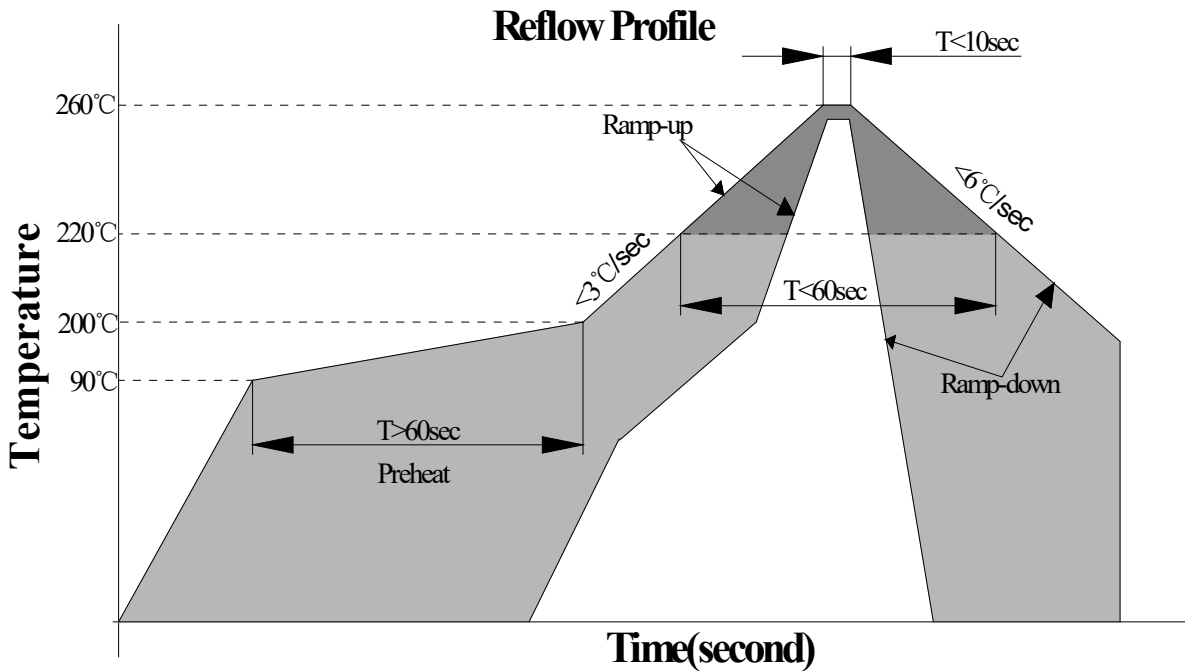 Reflow Profile
T<10sec
260℃
Ramp-up
<6℃/sec
220℃
<3℃/sec
T<60sec
200℃
90℃
Ramp-down
T>60sec
Preheat
Temperature
Time(second)